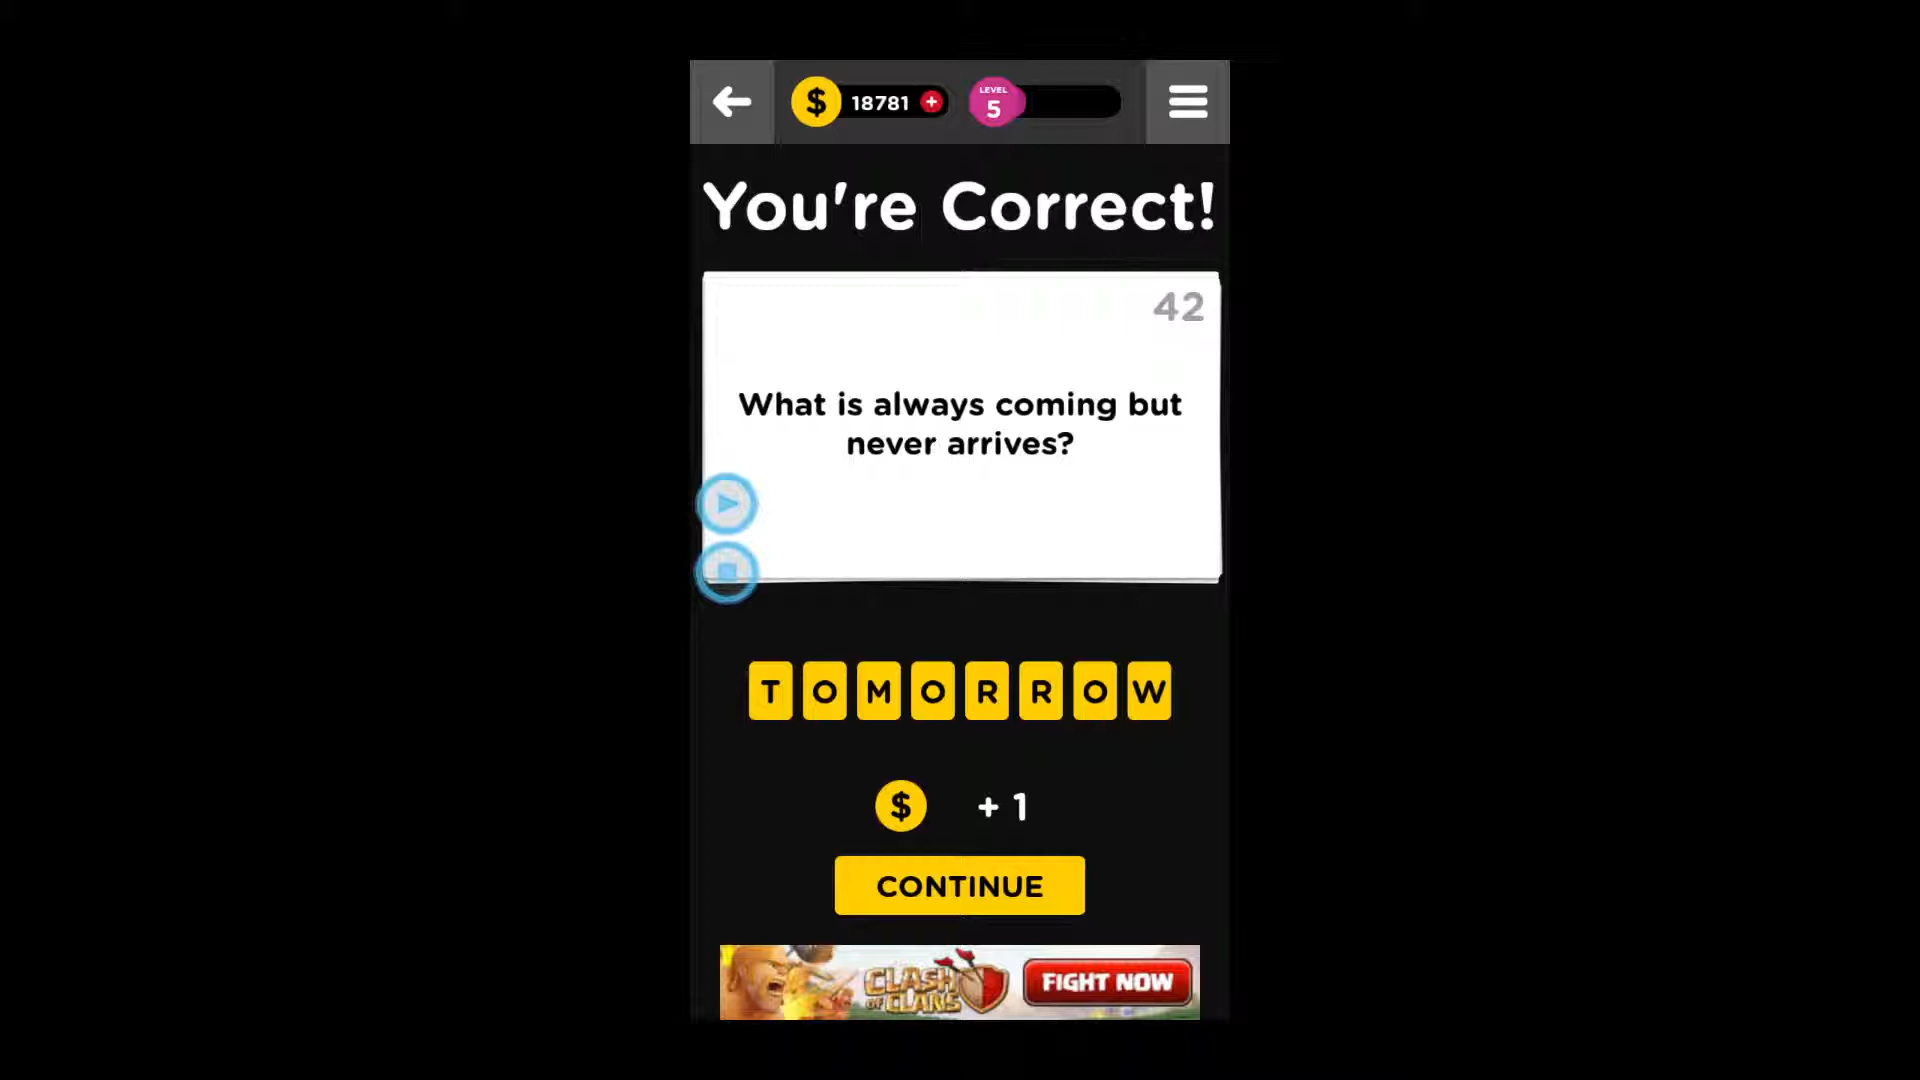 $ 18781 +
LEVEL
5
You're Correct!
42
What is always coming but
never arrives?
TOMORROW
$ + 1
CONTINUE
CLASH
OF CLANS
FIGHT NOW